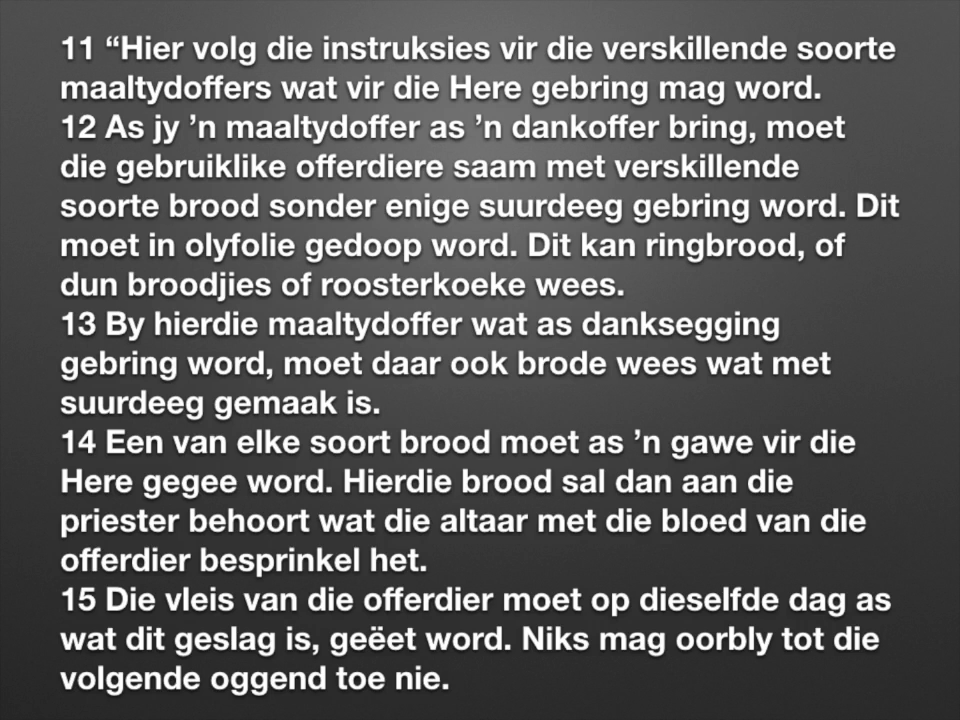 11 “Hier volg die instruksies vir die verskillende soorte
maaltydoffers wat vir die Here gebring mag word.
12 As jy ’n maaltydoffer as ’n dankoffer bring, moet
die gebruiklike offerdiere saam met verskillende
soorte brood sonder enige suurdeeg gebring word. Dit
moet in olyfolie gedoop word. Dit kan ringbrood, of
dun broodjies of roosterkoeke wees.
13 By hierdie maaltydoffer wat as danksegging
gebring word, moet daar ook brode wees wat met
suurdeeg gemaak is.
14 Een van elke soort brood moet as ’n gawe vir die
Here gegee word. Hierdie brood sal dan aan die
priester behoort wat die altaar met die bloed van die
offerdier besprinkel het.
15 Die vleis van die offerdier moet op dieselfde dag as
wat dit geslag is, geëet word. Niks mag oorbly tot die
volgende oggend toe nie.